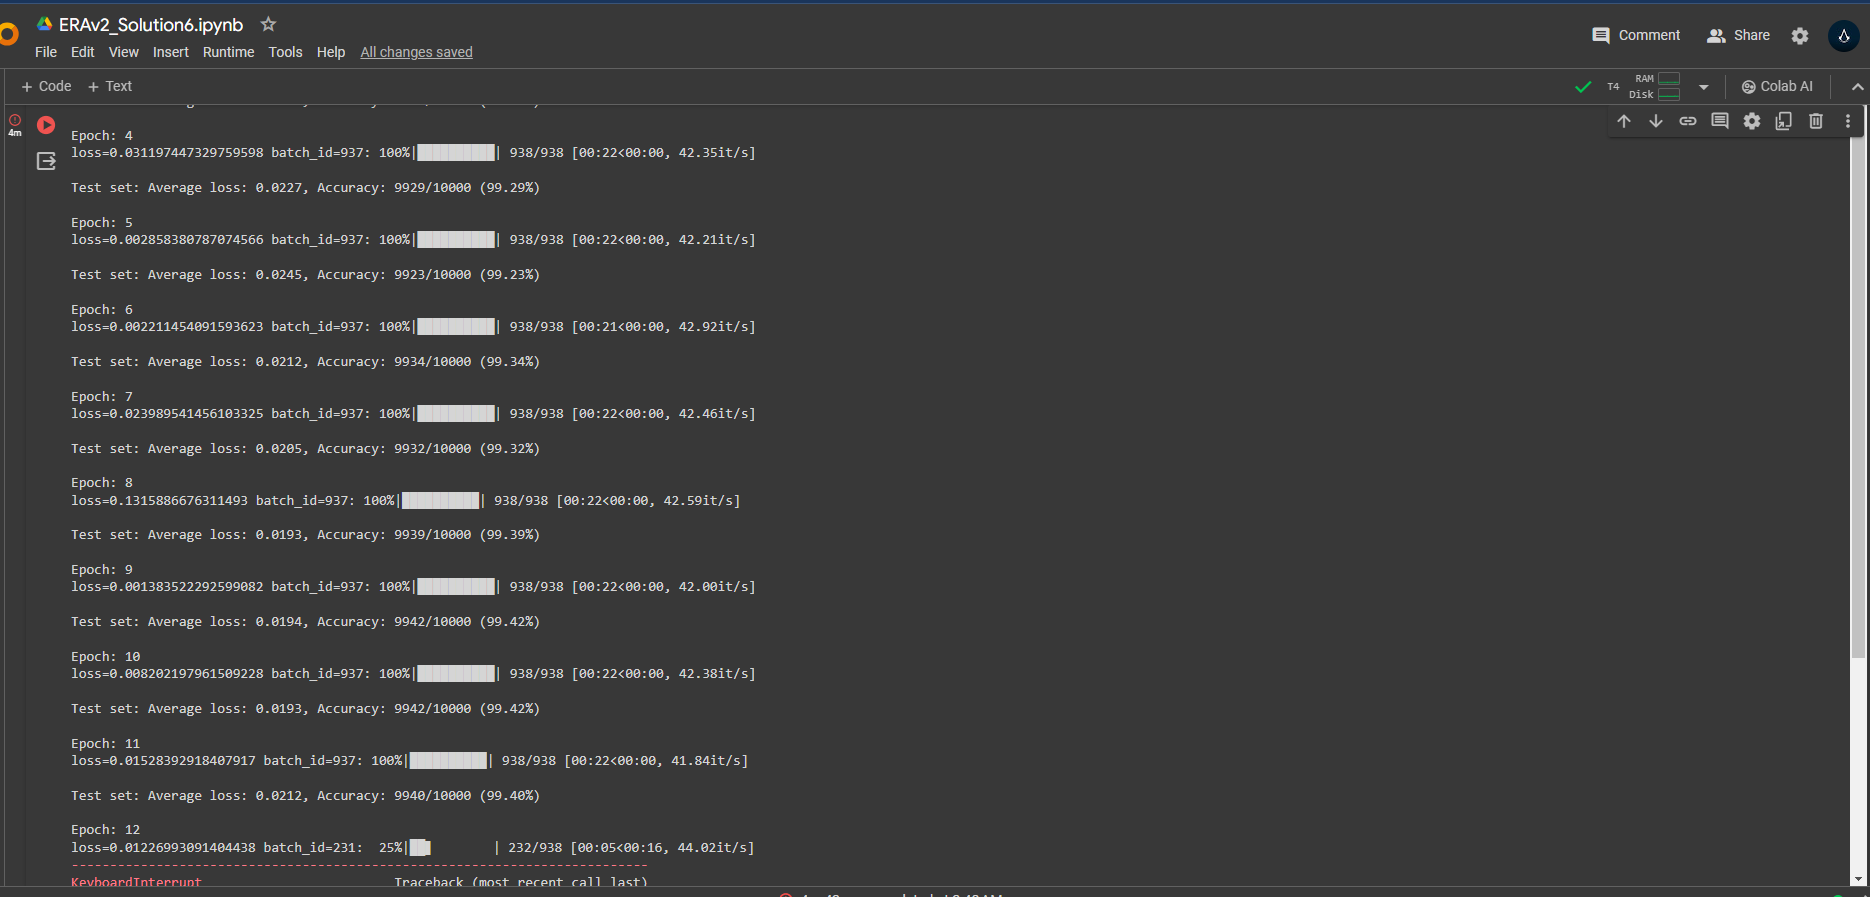 ERAv2_Solution6.ipynb
File Edit View Insert Runtime Tools Help All changes saved
Comment Share
+ Code + Text
T4 RAM Disk Colab AI
4m
Epoch: 4
loss=0.031197447329759598 batch_id=937: 100%|██████████| 938/938 [00:22<00:00, 42.35it/s]
Test set: Average loss: 0.0227, Accuracy: 9929/10000 (99.29%)
Epoch: 5
loss=0.002858380787074566 batch_id=937: 100%|██████████| 938/938 [00:22<00:00, 42.21it/s]
Test set: Average loss: 0.0245, Accuracy: 9923/10000 (99.23%)
Epoch: 6
loss=0.002211454091593623 batch_id=937: 100%|██████████| 938/938 [00:21<00:00, 42.92it/s]
Test set: Average loss: 0.0212, Accuracy: 9934/10000 (99.34%)
Epoch: 7
loss=0.023989541456103325 batch_id=937: 100%|██████████| 938/938 [00:22<00:00, 42.46it/s]
Test set: Average loss: 0.0205, Accuracy: 9932/10000 (99.32%)
Epoch: 8
loss=0.1315886676311493 batch_id=937: 100%|██████████| 938/938 [00:22<00:00, 42.59it/s]
Test set: Average loss: 0.0193, Accuracy: 9939/10000 (99.39%)
Epoch: 9
loss=0.001383522292599082 batch_id=937: 100%|██████████| 938/938 [00:22<00:00, 42.00it/s]
Test set: Average loss: 0.0194, Accuracy: 9942/10000 (99.42%)
Epoch: 10
loss=0.008202197961509228 batch_id=937: 100%|██████████| 938/938 [00:22<00:00, 42.38it/s]
Test set: Average loss: 0.0193, Accuracy: 9942/10000 (99.42%)
Epoch: 11
loss=0.01528392918407917 batch_id=937: 100%|██████████| 938/938 [00:22<00:00, 41.84it/s]
Test set: Average loss: 0.0212, Accuracy: 9940/10000 (99.40%)
Epoch: 12
loss=0.01226993091404438 batch_id=231: 25%|██▍ | 232/938 [00:05<00:16, 44.02it/s]
---------------------------------------------------------------------------
KeyboardInterrupt Traceback (most recent call last)